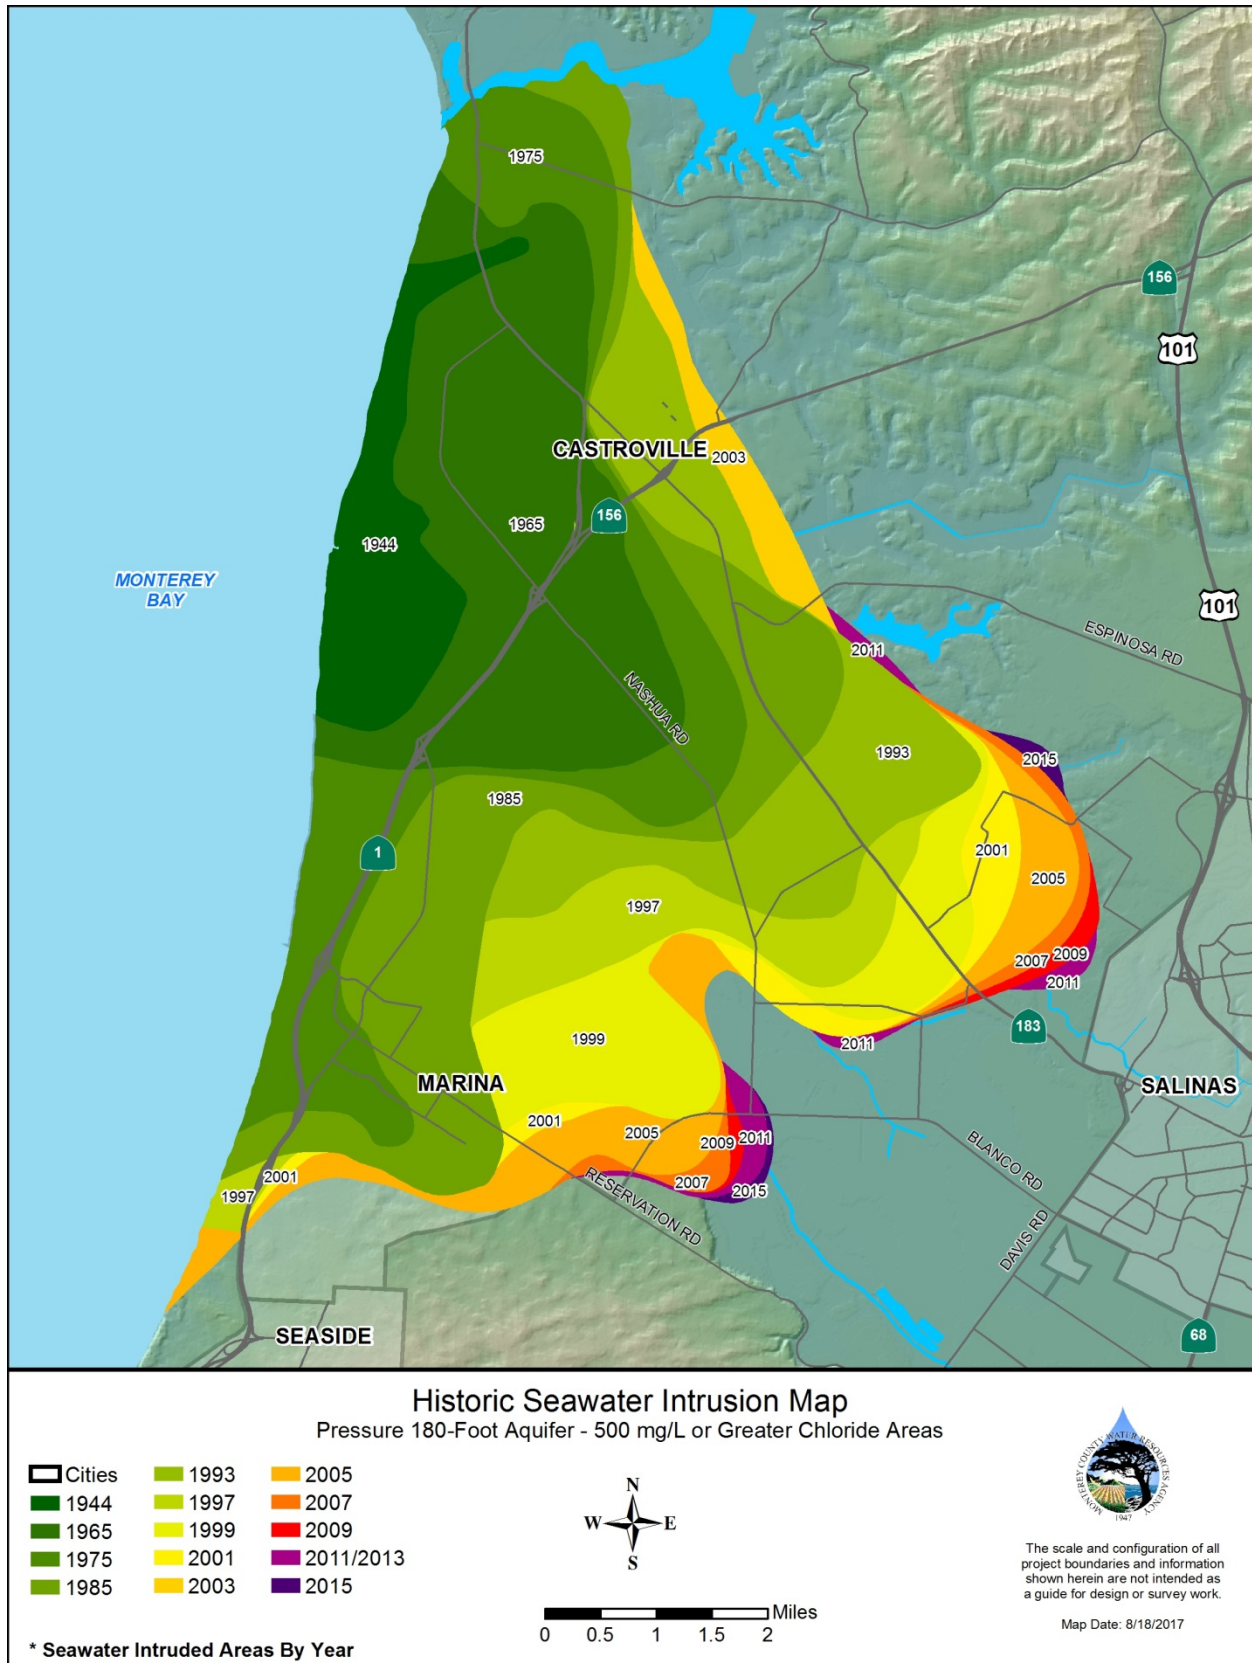 1975
156
101
CASTROVILLE
2003
1944
1965
156
MONTEREY
BAY
101
ESPINOSA RD
2011
NASHUA RD
1993
2015
1985
1
2001
2005
1997
2009
2007
2011
183
1999
2011
MARINA
SALINAS
2001
2005
2009
2011
BLANCO RD
2007
2015
1997
2001
RESERVATION RD
DAVIS RD
SEASIDE
68
Historic Seawater Intrusion Map
Pressure 180-Foot Aquifer - 500 mg/L or Greater Chloride Areas
Cities
1944
1965
1975
1985
1993
1997
1999
2001
2003
2005
2007
2009
2011/2013
2015
N
W E
S
Miles
0 0.5 1 1.5 2
* Seawater Intruded Areas By Year
MONTEREY COUNTY WATER RESOURCES AGENCY
1947
The scale and configuration of all
project boundaries and information
shown herein are not intended as
a guide for design or survey work.
Map Date: 8/18/2017